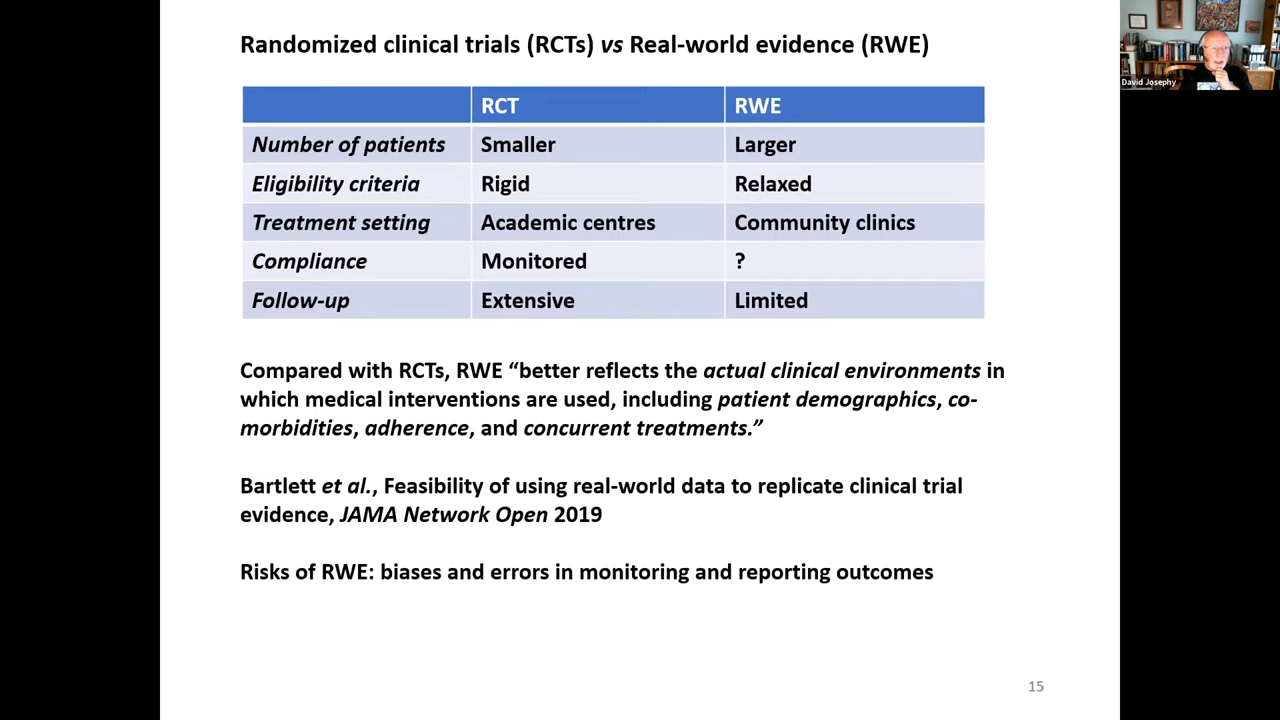 Randomized clinical trials (RCTs) vs Real-world evidence (RWE)
David Josephy
RCT RWE
Number of patients Smaller Larger
Eligibility criteria Rigid Relaxed
Treatment setting Academic centres Community clinics
Compliance Monitored ?
Follow-up Extensive Limited
Compared with RCTs, RWE “better reflects the actual clinical environments in
which medical interventions are used, including patient demographics, co-
morbidities, adherence, and concurrent treatments.”
Bartlett et al., Feasibility of using real-world data to replicate clinical trial
evidence, JAMA Network Open 2019
Risks of RWE: biases and errors in monitoring and reporting outcomes
15